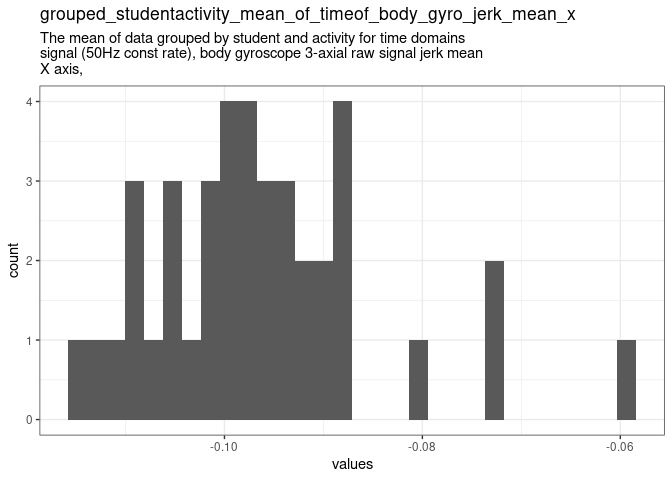 grouped_studentactivity_mean_of_timeof_body_gyro_jerk_mean_x
The mean of data grouped by student and activity for time domains
signal (50Hz const rate), body gyroscope 3-axial raw signal jerk mean
X axis,
4
3
2
1
0
count
-0.10
-0.08
-0.06
values